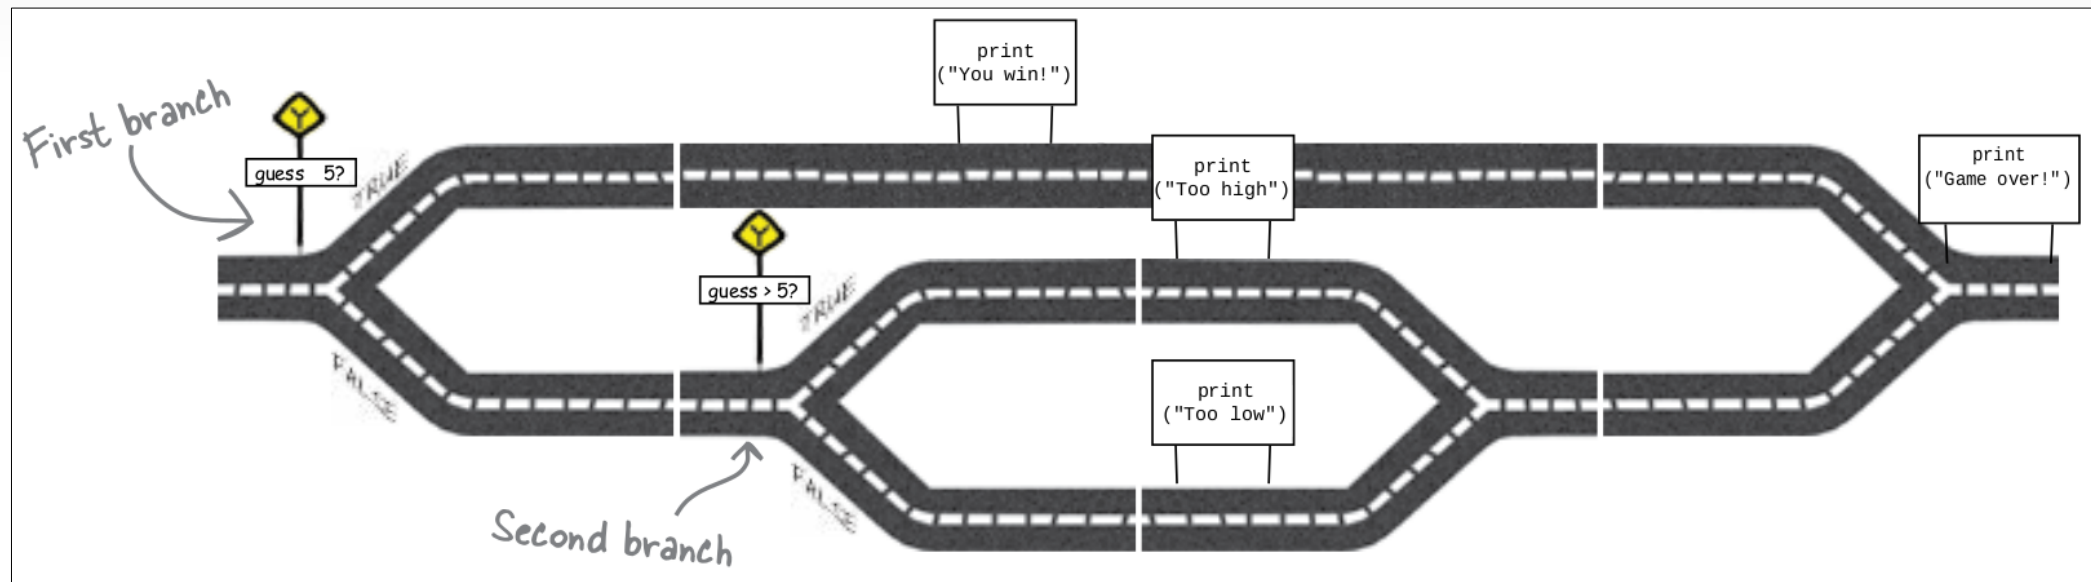 First branch
guess 5?
TRUE
FALSE
Second branch
guess > 5?
TRUE
FALSE
print
("You win!")
print
("Too high")
print
("Too low")
print
("Game over!")